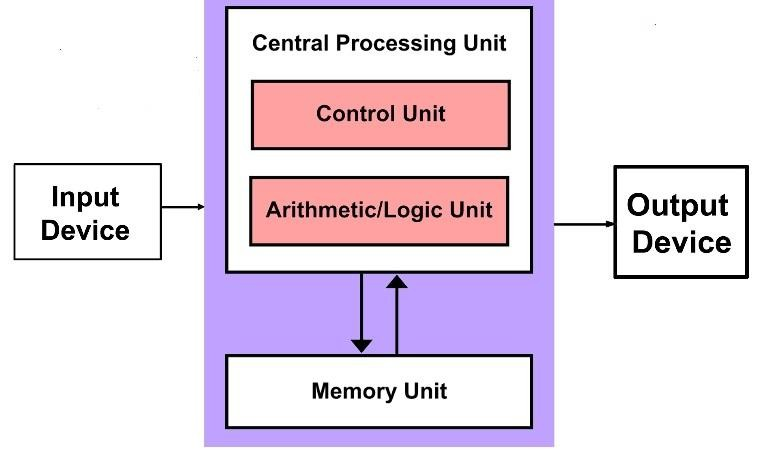 Central Processing Unit
Control Unit
Input
Device
Arithmetic/Logic Unit
Output
Device
Memory Unit